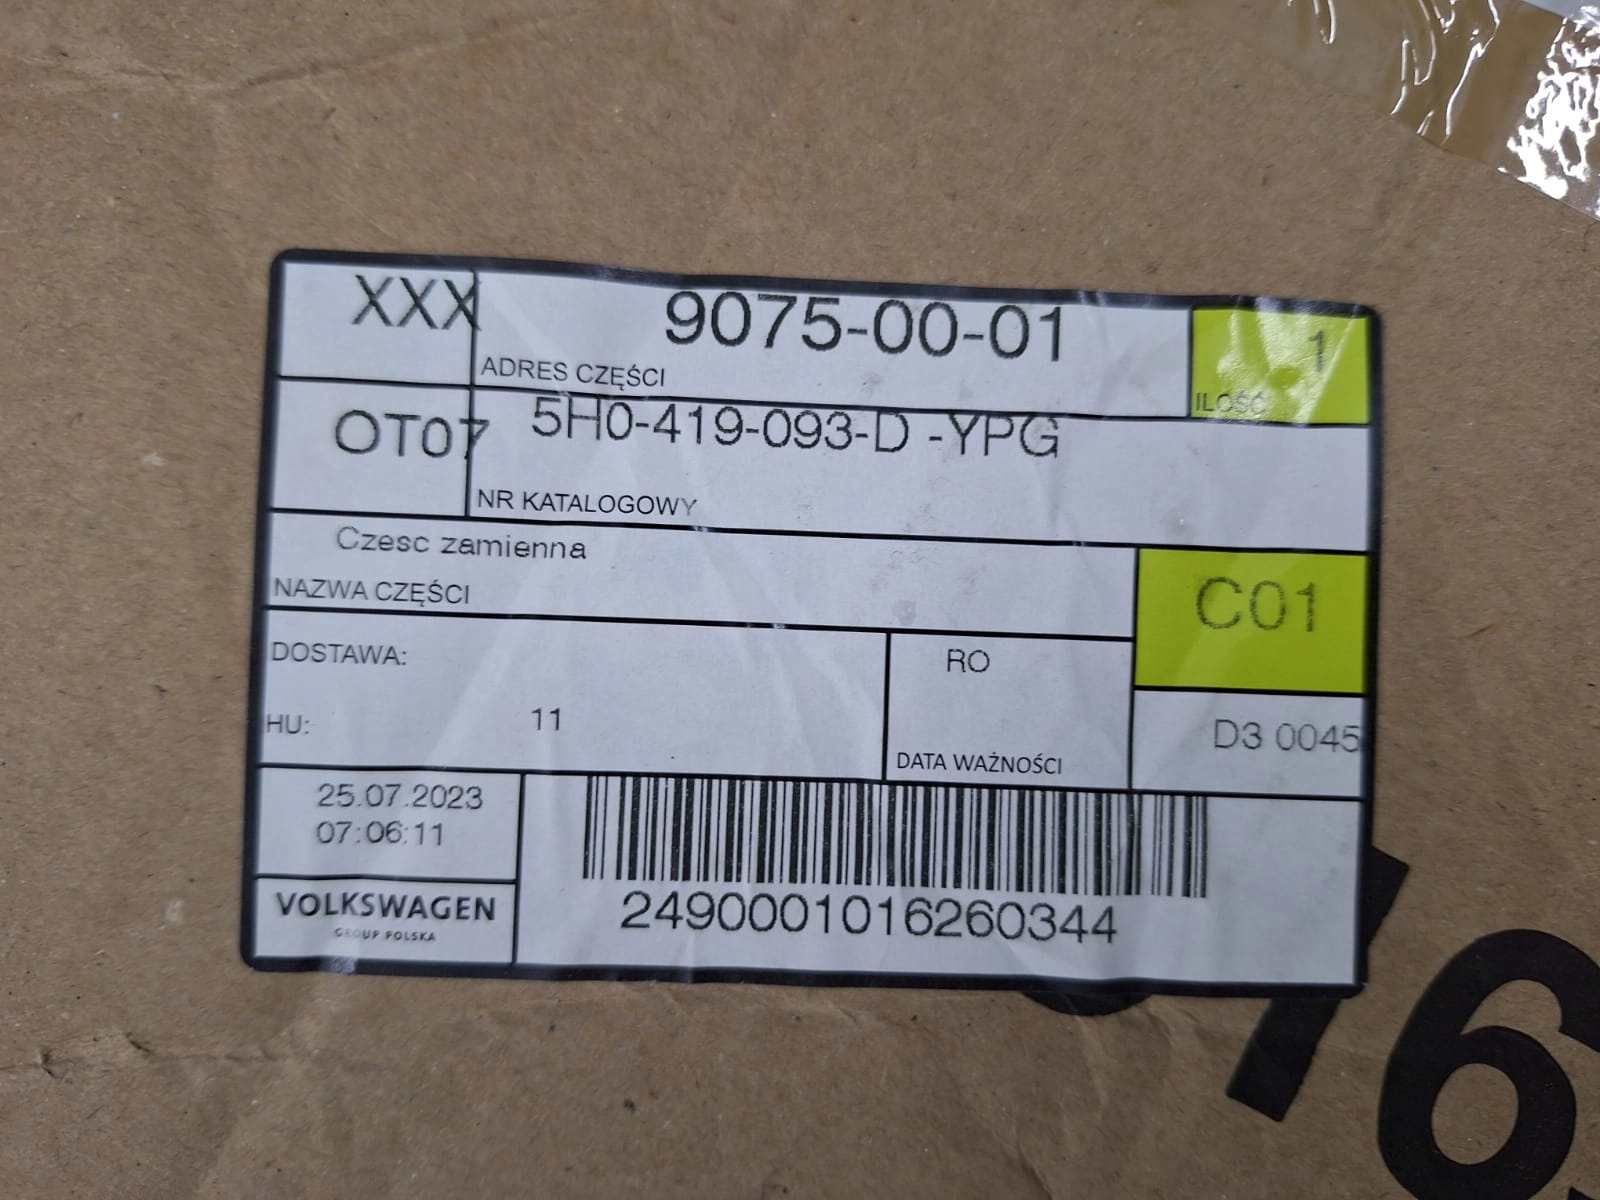 XXX
9075-00-01
ADRES CZĘŚCI
1
ILOŚĆ
OT07
5H0-419-093-D -YPG
NR KATALOGOWY
Czesc zamienna
NAZWA CZĘŚCI
C01
DOSTAWA:
HU: 11
RO
DATA WAŻNOŚCI
D3 0045
25.07.2023
07:06:11
VOLKSWAGEN
GROUP POLSKA
2490001016260344
16